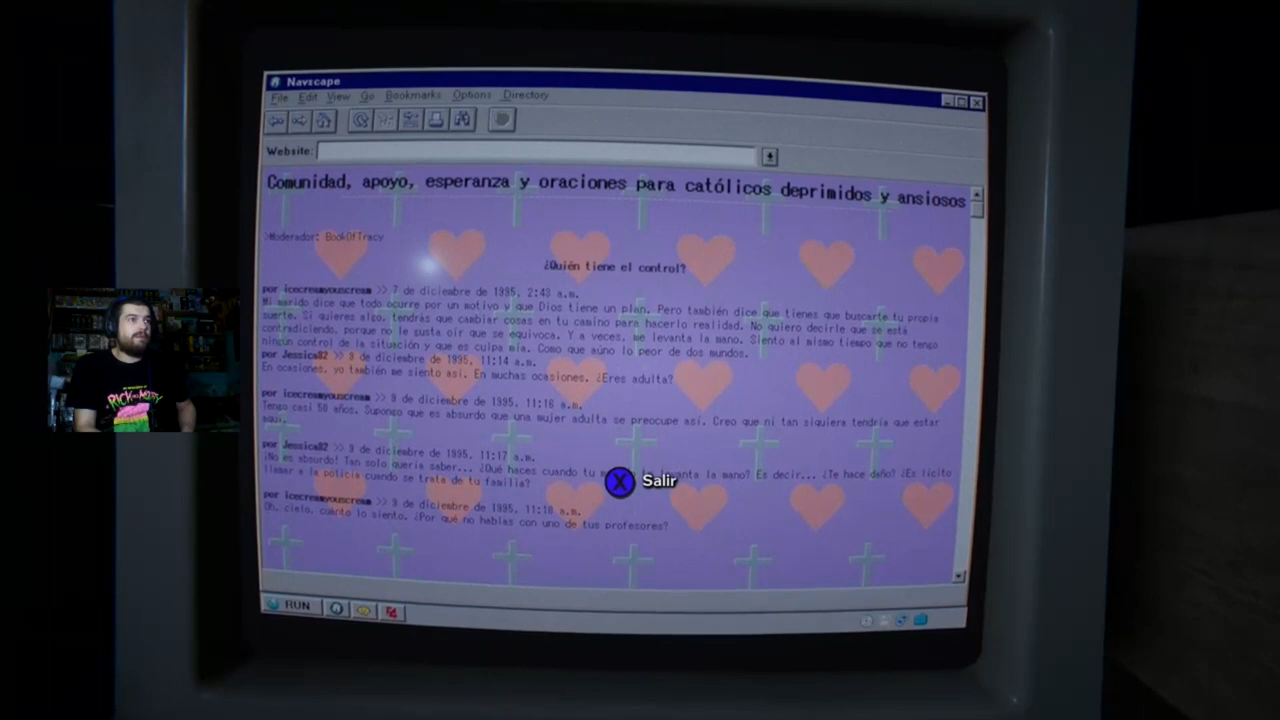 Navscape
File Edit View Go Bookmarks Options Directory
Website:
Comunidad, apoyo, esperanza y oraciones para católicos deprimidos y ansiosos
>Moderador: BookOfTracy
¿Quién tiene el control?
por icecreamyouscream >> 7 de diciembre de 1995, 2:43 a.m.
Mi marido dice que todo ocurre por un motivo y que Dios tiene un plan. Pero también dice que tienes que buscarte tu propia
suerte. Si quieres algo, tendrás que cambiar cosas en tu camino para hacerlo realidad. No quiero decirle que se está
contradiciendo, porque no le gusta oír que se equivoca. Y a veces, me levanta la mano. Siento al mismo tiempo que no tengo
ningún control de la situación y que es culpa mía. Como que aúno lo peor de dos mundos.
por Jessica82 >> 9 de diciembre de 1995, 11:14 a.m.
En ocasiones, yo también me siento así. En muchas ocasiones. ¿Eres adulta?
por icecreamyouscream >> 9 de diciembre de 1995, 11:16 a.m.
Tengo casi 50 años. Supongo que es absurdo que una mujer adulta se preocupe así. Creo que ni tan siquiera tendría que estar
aquí.
por Jessica82 >> 9 de diciembre de 1995, 11:17 a.m.
¡No es absurdo! Tan solo quería saber... ¿Qué haces cuando tu levanta la mano? Es decir... ¿Te hace daño? ¿Es lícito
llamar a la policía cuando se trata de tu familia?
X Salir
por icecreamyouscream >> 9 de diciembre de 1995, 11:18 a.m.
Oh, cielo, cuánto lo siento. ¿Por qué no hablas con uno de tus profesores?
RUN
RICK AND MORTY